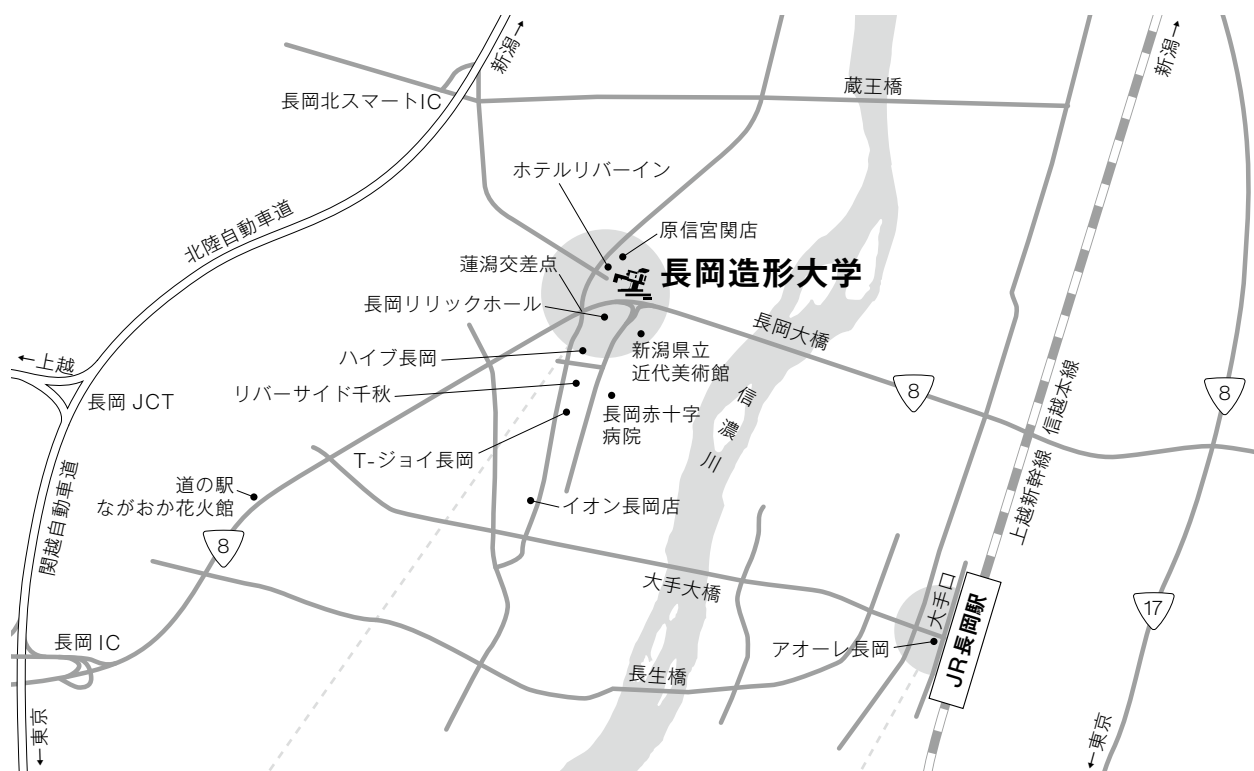 新潟→
新潟→
蔵王橋
長岡北スマートIC
ホテルリバーイン
原信宮関店
北陸自動車道
蓮潟交差点
長岡造形大学
長岡リリックホール
長岡大橋
ハイブ長岡
新潟県立
近代美術館
←上越
リバーサイド千秋
8
8
長岡 JCT
信濃川
長岡赤十字
病院
上越新幹線 信越本線
T-ジョイ長岡
道の駅
ながおか花火館
イオン長岡店
関越自動車道
8
大手大橋
大手口
17
長岡 IC
アオーレ長岡
JR長岡駅
長生橋
←東京
←東京